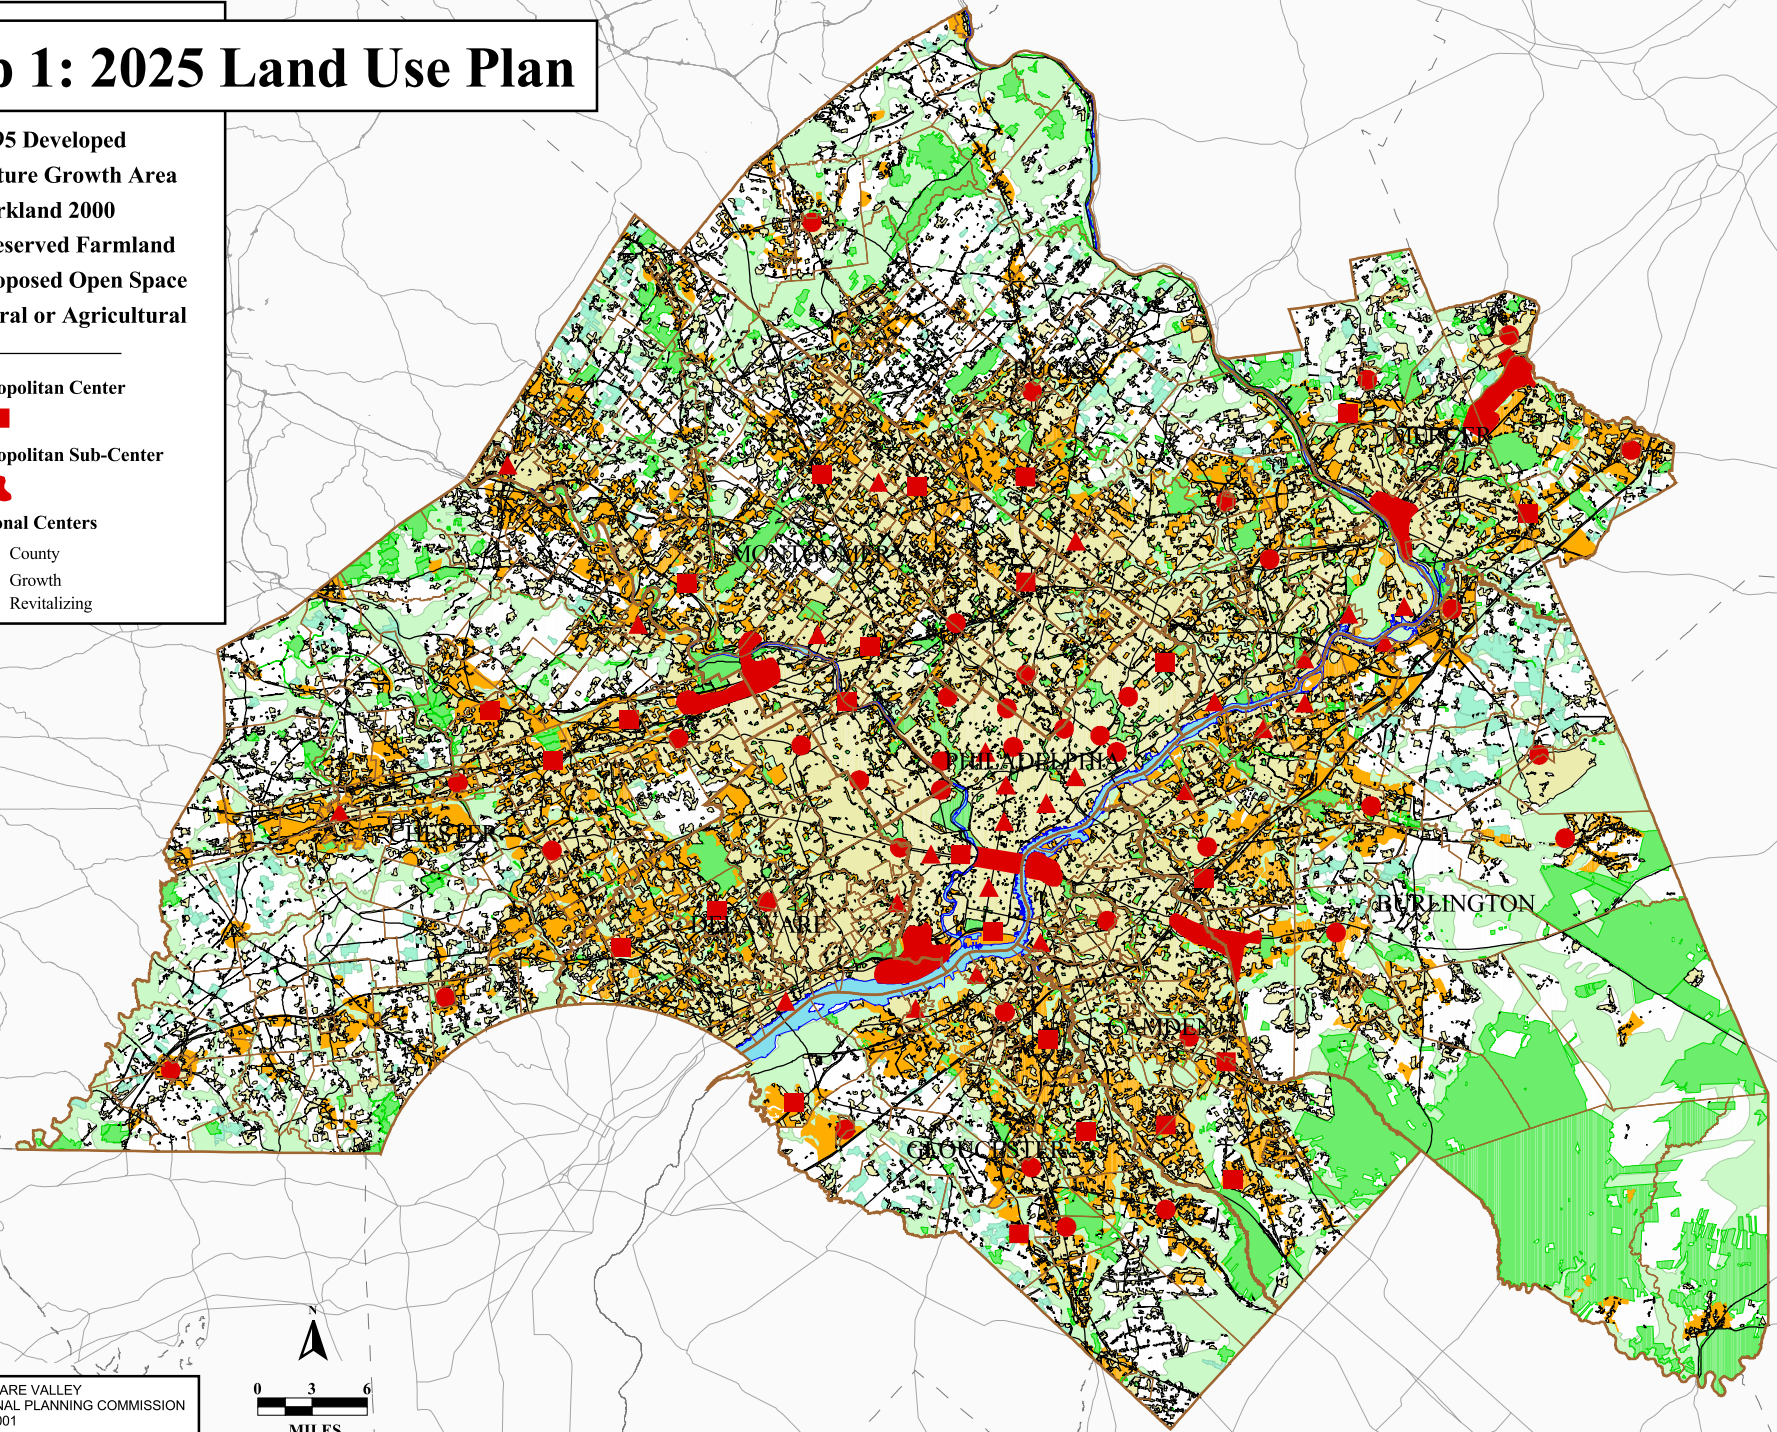 p 1: 2025 Land Use Plan
95 Developed
ture Growth Area
rkland 2000
eserved Farmland
oposed Open Space
ral or Agricultural
opolitan Center
opolitan Sub-Center
onal Centers
County
Growth
Revitalizing
BUCKS
MERCER
MONTGOMERY
PHILADELPHIA
CHESTER
DELAWARE
BURLINGTON
CAMDEN
GLOUCESTER
N
0 3 6
MILES
ARE VALLEY
NAL PLANNING COMMISSION
001